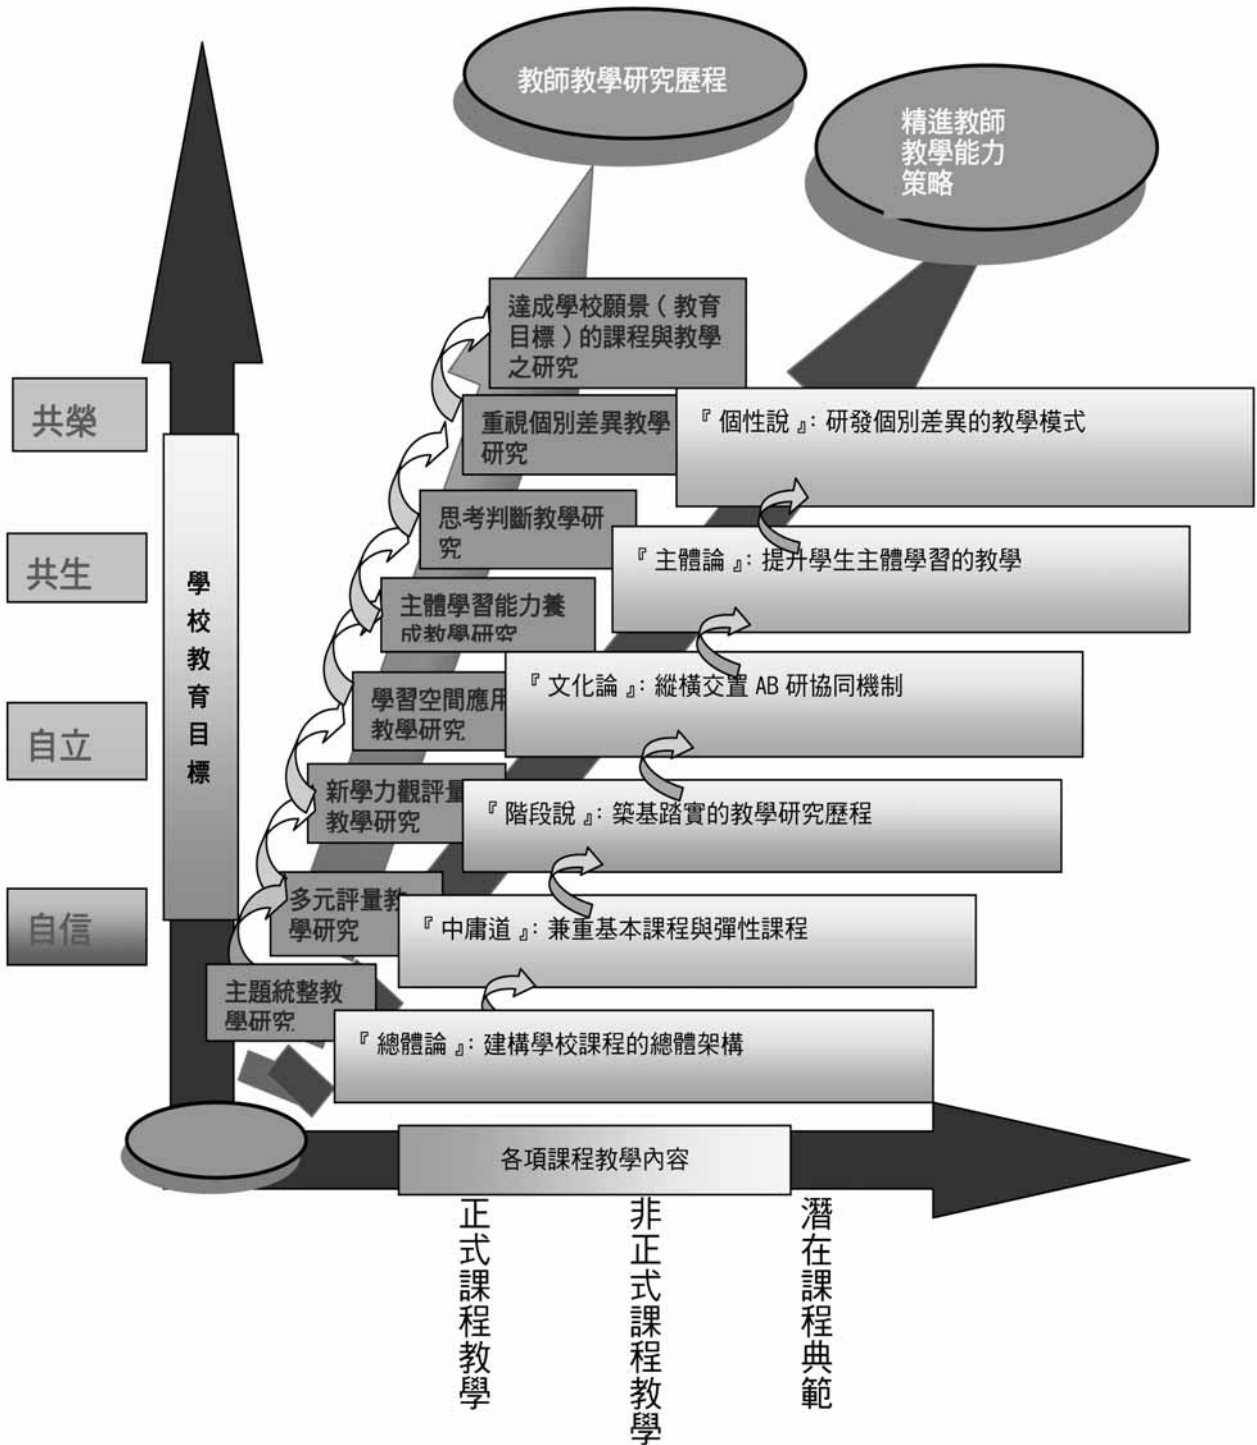 教師教學研究歷程
精進教師
教學能力
策略
達成學校願景（教育
目標）的課程與教學
之研究
共榮
重視個別差異教學
研究
『個性說』：研發個別差異的教學模式
思考判斷教學研
究
共生
『主體論』：提升學生主體學習的教學
學校教育目標
主體學習能力養
成教學研究
『文化論』：縱橫交置 AB 研協同機制
學習空間應用
教學研究
自立
新學力觀評量
教學研究
『階段說』：築基踏實的教學研究歷程
多元評量教
學研究
自信
『中庸道』：兼重基本課程與彈性課程
主題統整教
學研究
『總體論』：建構學校課程的總體架構
各項課程教學內容
正式課程教學
非正式課程教學
潛在課程典範